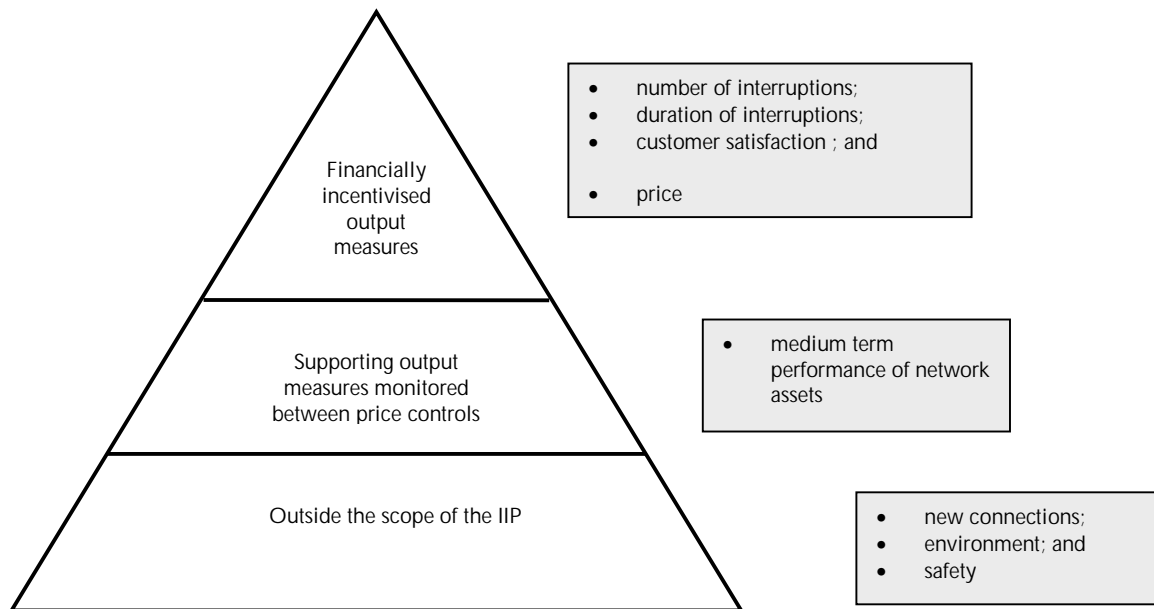 • number of interruptions;
• duration of interruptions;
• customer satisfaction ; and
• price
Financially
incentivised
output
measures
• medium term
performance of network
assets
Supporting output
measures monitored
between price controls
Outside the scope of the IIP
• new connections;
• environment; and
• safety